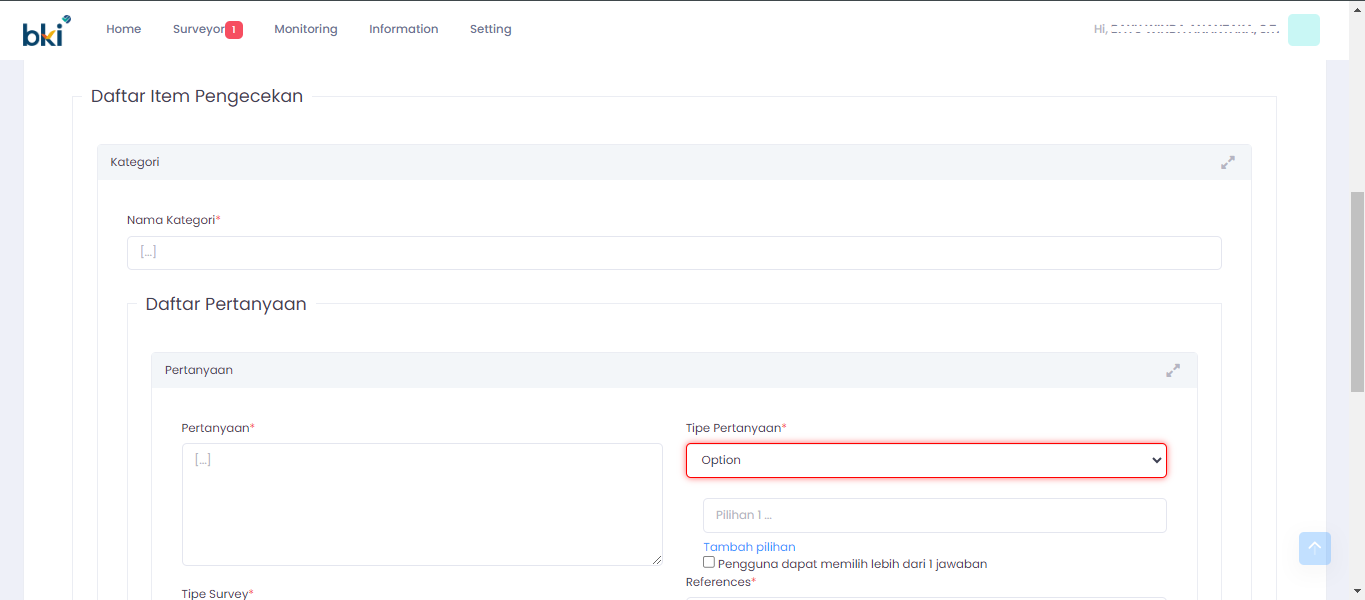 bki
Home Surveyor 1 Monitoring Information Setting Hi,
Daftar Item Pengecekan
Kategori
Nama Kategori*
[...]
Daftar Pertanyaan
Pertanyaan
Pertanyaan*
[...]
Tipe Pertanyaan*
Option
Pilihan 1 ...
Tambah pilihan
Pengguna dapat memilih lebih dari 1 jawaban
References*
Tipe Survey*